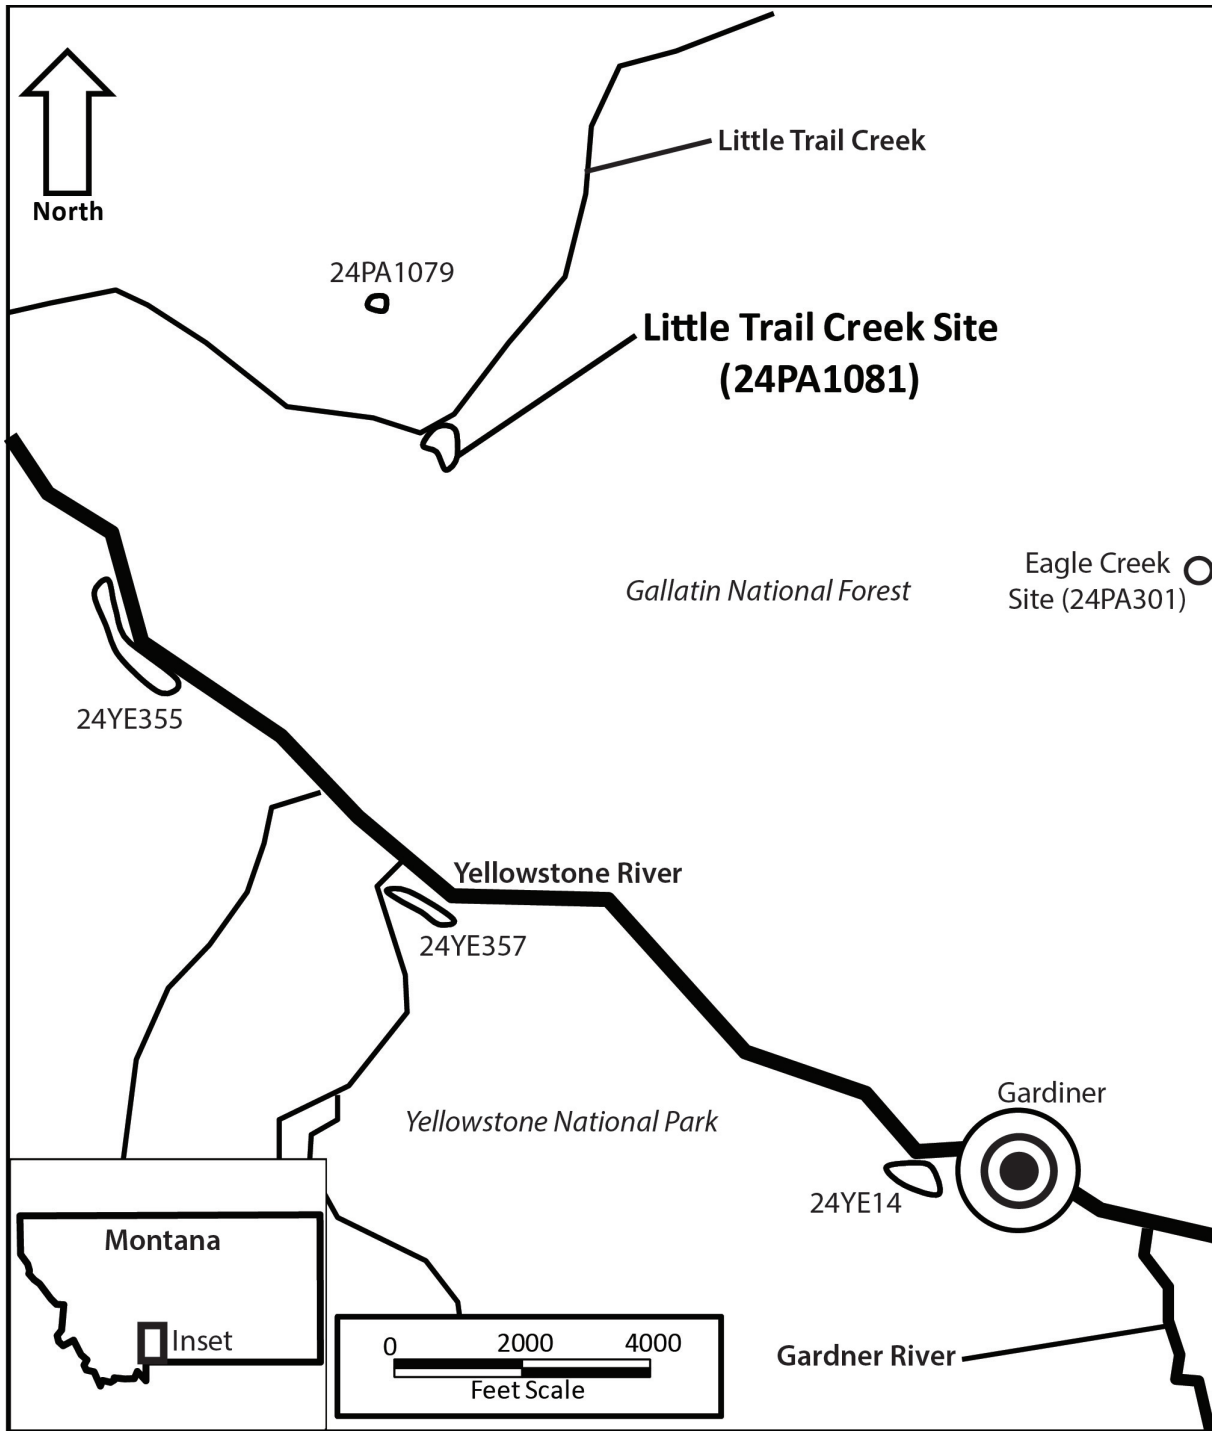 Little Trail Creek
North
24PA1079
Little Trail Creek Site
(24PA1081)
Eagle Creek
Site (24PA301)
Gallatin National Forest
24YE355
Yellowstone River
24YE357
Gardiner
Yellowstone National Park
24YE14
Montana
Inset
0 2000 4000
Feet Scale
Gardner River